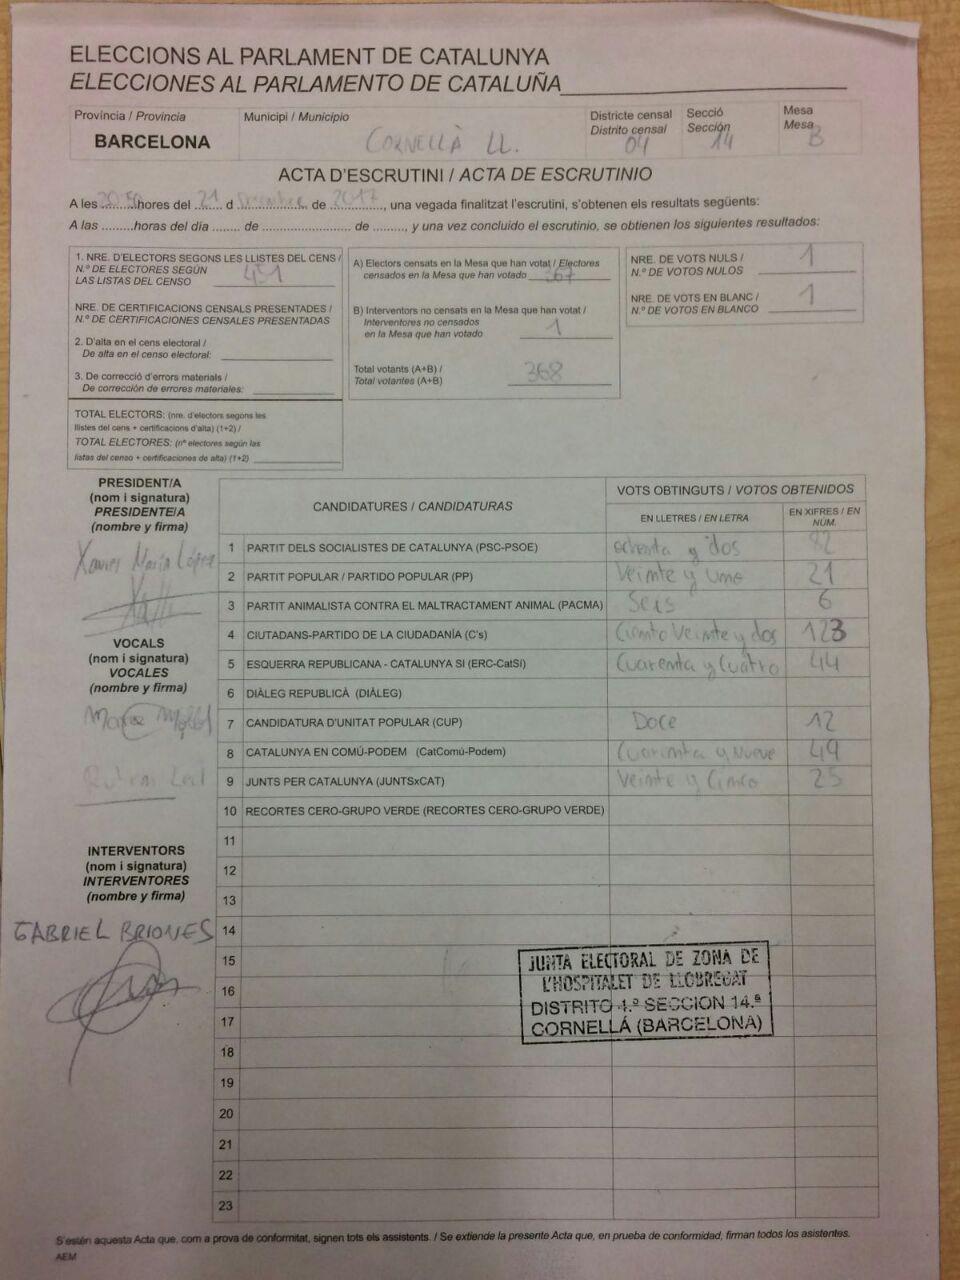 ELECCIONS AL PARLAMENT DE CATALUNYA
ELECCIONES AL PARLAMENTO DE CATALUÑA
Província / Provincia
BARCELONA
Municipi / Municipio
CORNELLÀ LL.
Districte censal
Distrito censal
04
Secció
Sección
14
Mesa
Mesa
B
ACTA D'ESCRUTINI / ACTA DE ESCRUTINIO
A les 20:50 hores del 21 d Desembre de 2017, una vegada finalitzat l'escrutini, s'obtenen els resultats següents:
A las .........horas del día ........ de .......................... de ........., y una vez concluido el escrutinio, se obtienen los siguientes resultados:
1. NRE. D'ELECTORS SEGONS LES LLISTES DEL CENS /
N.º DE ELECTORES SEGÚN
LAS LISTAS DEL CENSO 451
NRE. DE CERTIFICACIONS CENSALS PRESENTADES /
N.º DE CERTIFICACIONES CENSALES PRESENTADAS
2. D'alta en el cens electoral /
De alta en el censo electoral:
3. De correcció d'errors materials /
De corrección de errores materiales:
TOTAL ELECTORS: (nre. d'electors segons les
llistes del cens + certificacions d'alta) (1+2) /
TOTAL ELECTORES: (nº electores según las
listas del censo + certificaciones de alta) (1+2)
A) Electors censats en la Mesa que han votat / Electores
censados en la Mesa que han votado 367
B) Interventors no censats en la Mesa que han votat /
Interventores no censados
en la Mesa que han votado 1
Total votants (A+B) /
Total votantes (A+B) 368
NRE. DE VOTS NULS /
N.º DE VOTOS NULOS 1
NRE. DE VOTS EN BLANC /
N.º DE VOTOS EN BLANCO 1
PRESIDENT/A
(nom i signatura)
PRESIDENTE/A
(nombre y firma)
Xavier María López
VOCALS
(nom i signatura)
VOCALES
(nombre y firma)
INTERVENTORS
(nom i signatura)
INTERVENTORES
(nombre y firma)
GABRIEL BRIONES
CANDIDATURES / CANDIDATURAS
VOTS OBTINGUTS / VOTOS OBTENIDOS
EN LLETRES / EN LETRA
EN XIFRES / EN NÚM.
1 PARTIT DELS SOCIALISTES DE CATALUNYA (PSC-PSOE) ochenta y dos 82
2 PARTIT POPULAR / PARTIDO POPULAR (PP) Veinte y uno 21
3 PARTIT ANIMALISTA CONTRA EL MALTRACTAMENT ANIMAL (PACMA) Seis 6
4 CIUTADANS-PARTIDO DE LA CIUDADANÍA (C's) Ciento Veinte y dos 123
5 ESQUERRA REPUBLICANA - CATALUNYA SI (ERC-CatSI) Cuarenta y Cuatro 44
6 DIÀLEG REPUBLICÀ (DIÀLEG)
7 CANDIDATURA D'UNITAT POPULAR (CUP) Doce 12
8 CATALUNYA EN COMÚ-PODEM (CatComú-Podem) Cuarenta y Nueve 49
9 JUNTS PER CATALUNYA (JUNTSxCAT) Veinte y Cinco 25
10 RECORTES CERO-GRUPO VERDE (RECORTES CERO-GRUPO VERDE)
11
12
13
14
15
16
17
18
19
20
21
22
23
JUNTA ELECTORAL DE ZONA DE
L'HOSPITALET DE LLOBREGAT
DISTRITO 4.º SECCION 14.ª
CORNELLÁ (BARCELONA)
S'estén aquesta Acta que, com a prova de conformitat, signen tots els assistents. / Se extiende la presente Acta que, en prueba de conformidad, firman todos los asistentes.
AEM